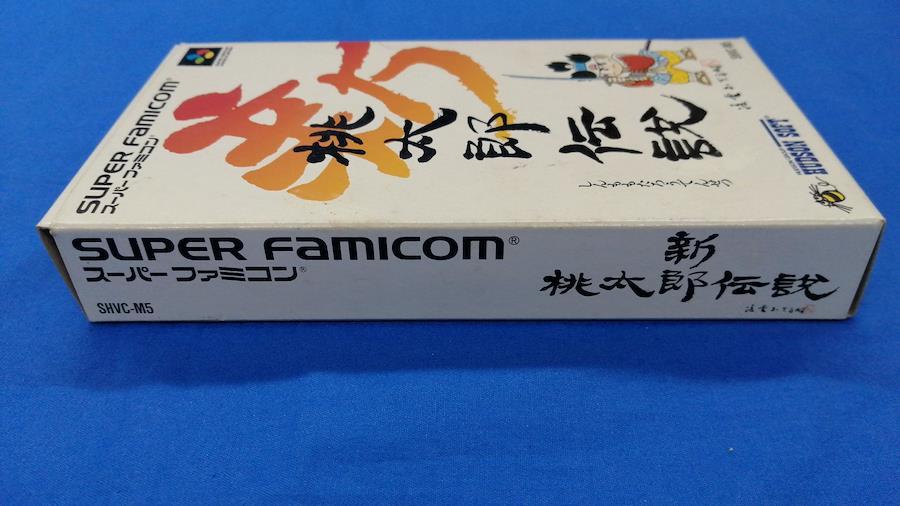 SUPER FAMICOM®
スーパーファミコン
新
桃太郎伝説
しんももたろうでんせつ
HUDSON SOFT
SUPER FAMICOM®
スーパーファミコン®
SHVC-M5
新
桃太郎伝説